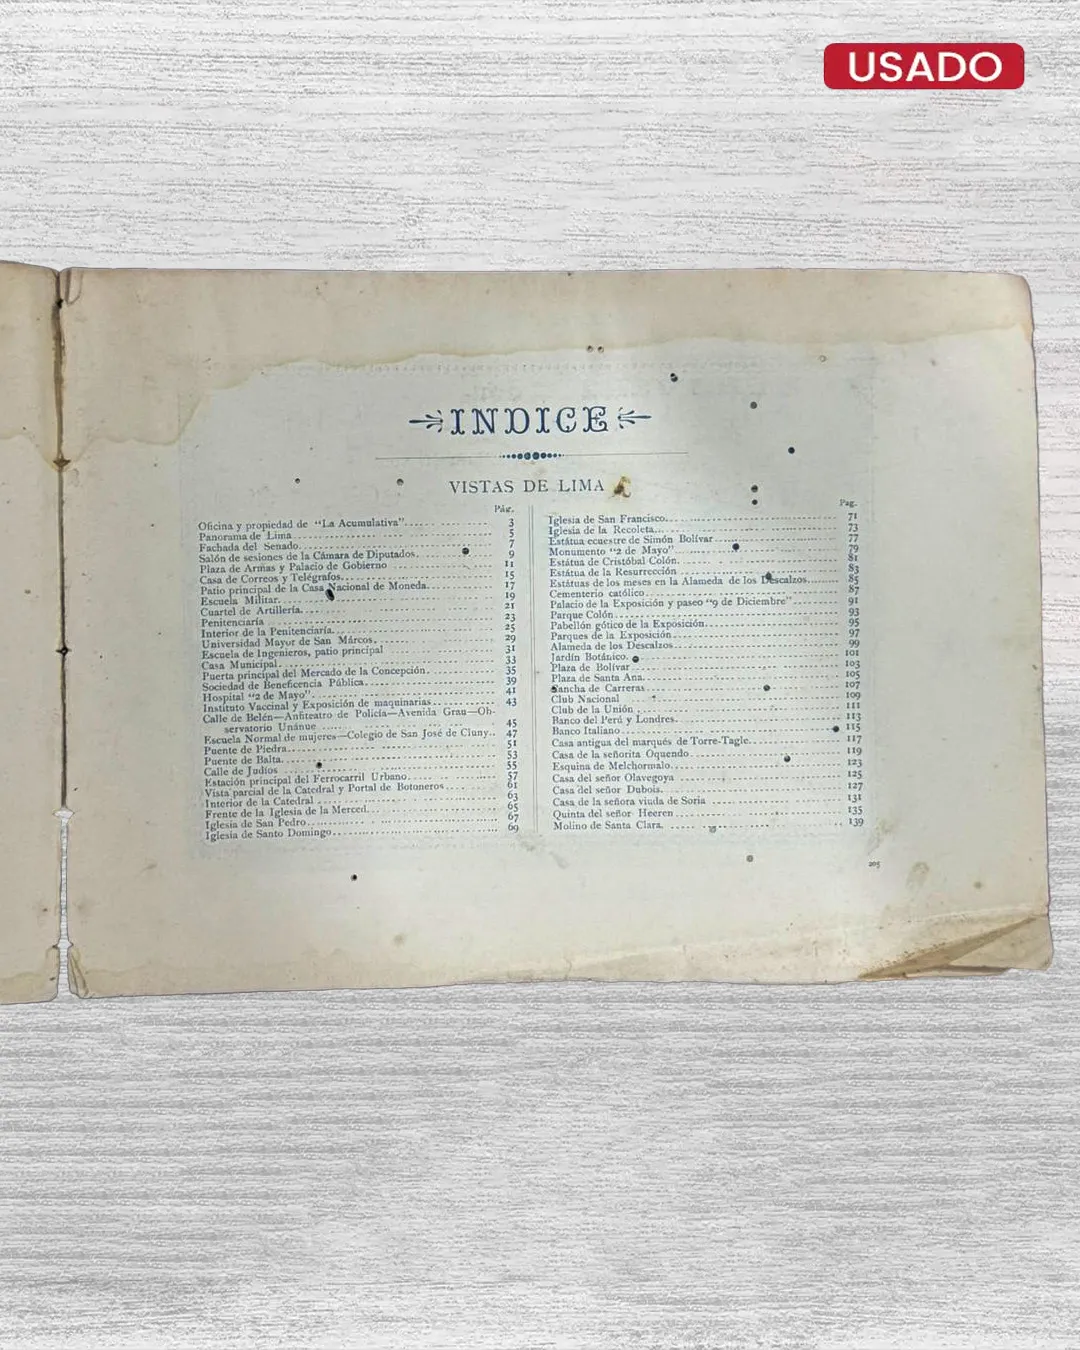 USADO
INDICE
VISTAS DE LIMA
Pág.
Oficina y propiedad de "La Acumulativa" 3
Panorama de Lima 5
Fachada del Senado 7
Salón de sesiones de la Cámara de Diputados 9
Plaza de Armas y Palacio de Gobierno 11
Casa de Correos y Telégrafos 15
Patio principal de la Casa Nacional de Moneda 17
Escuela Militar 19
Cuartel de Artillería 21
Penitenciaría 23
Interior de la Penitenciaría 25
Universidad Mayor de San Márcos 29
Escuela de Ingenieros, patio principal 31
Casa Municipal 33
Puerta principal del Mercado de la Concepción 35
Sociedad de Beneficencia Pública 39
Hospital "2 de Mayo" 41
Instituto Vaccinal y Exposición de maquinarias 43
Calle de Belén—Anfiteatro de Policía—Avenida Grau—Ob-
servatorio Unánue 45
Escuela Normal de mujeres—Colegio de San José de Cluny 47
Puente de Piedra 51
Puente de Balta 53
Calle de Judíos 55
Estación principal del Ferrocarril Urbano 57
Vista parcial de la Catedral y Portal de Botoneros 61
Interior de la Catedral 63
Frente de la Iglesia de la Merced 65
Iglesia de San Pedro 67
Iglesia de Santo Domingo 69
Pag.
Iglesia de San Francisco 71
Iglesia de la Recoleta 73
Estátua ecuestre de Simón Bolívar 77
Monumento "2 de Mayo" 79
Estátua de Cristóbal Colón 81
Estátua de la Resurrección 83
Estátuas de los meses en la Alameda de los Descalzos 85
Cementerio católico 87
Palacio de la Exposición y paseo "9 de Diciembre" 91
Parque Colón 93
Pabellón gótico de la Exposición 95
Parques de la Exposición 97
Alameda de los Descalzos 99
Jardín Botánico 101
Plaza de Bolívar 103
Plaza de Santa Ana 105
Cancha de Carreras 107
Club Nacional 109
Club de la Unión 111
Banco del Perú y Londres 113
Banco Italiano 115
Casa antigua del marqués de Torre-Tagle 117
Casa de la señorita Oquendo 119
Esquina de Melchormalo 123
Casa del señor Olavegoya 125
Casa del señor Dubois 127
Casa de la señora viuda de Soria 131
Quinta del señor Heeren 135
Molino de Santa Clara 139
205